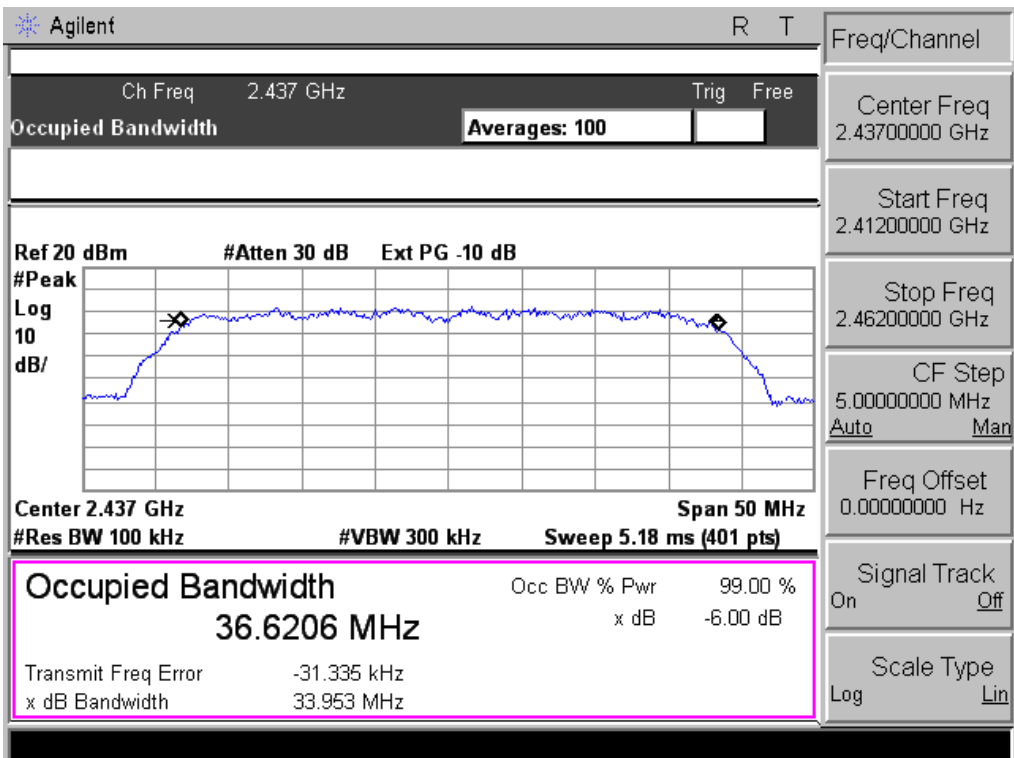 Agilent R T
Freq/Channel
Ch Freq 2.437 GHz Trig Free
Occupied Bandwidth Averages: 100
Center Freq
2.43700000 GHz
Start Freq
2.41200000 GHz
Ref 20 dBm #Atten 30 dB Ext PG -10 dB
#Peak
Log
10
dB/
Stop Freq
2.46200000 GHz
CF Step
5.00000000 MHz
Auto Man
Freq Offset
0.00000000 Hz
Center 2.437 GHz Span 50 MHz
#Res BW 100 kHz #VBW 300 kHz Sweep 5.18 ms (401 pts)
Occupied Bandwidth Occ BW % Pwr 99.00 %
36.6206 MHz x dB -6.00 dB
Transmit Freq Error -31.335 kHz
x dB Bandwidth 33.953 MHz
Signal Track
On Off
Scale Type
Log Lin